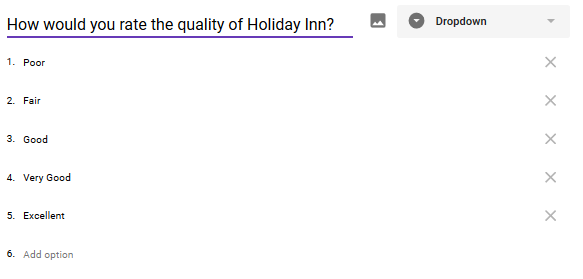 How would you rate the quality of Holiday Inn?
Dropdown
1. Poor
2. Fair
3. Good
4. Very Good
5. Excellent
6. Add option